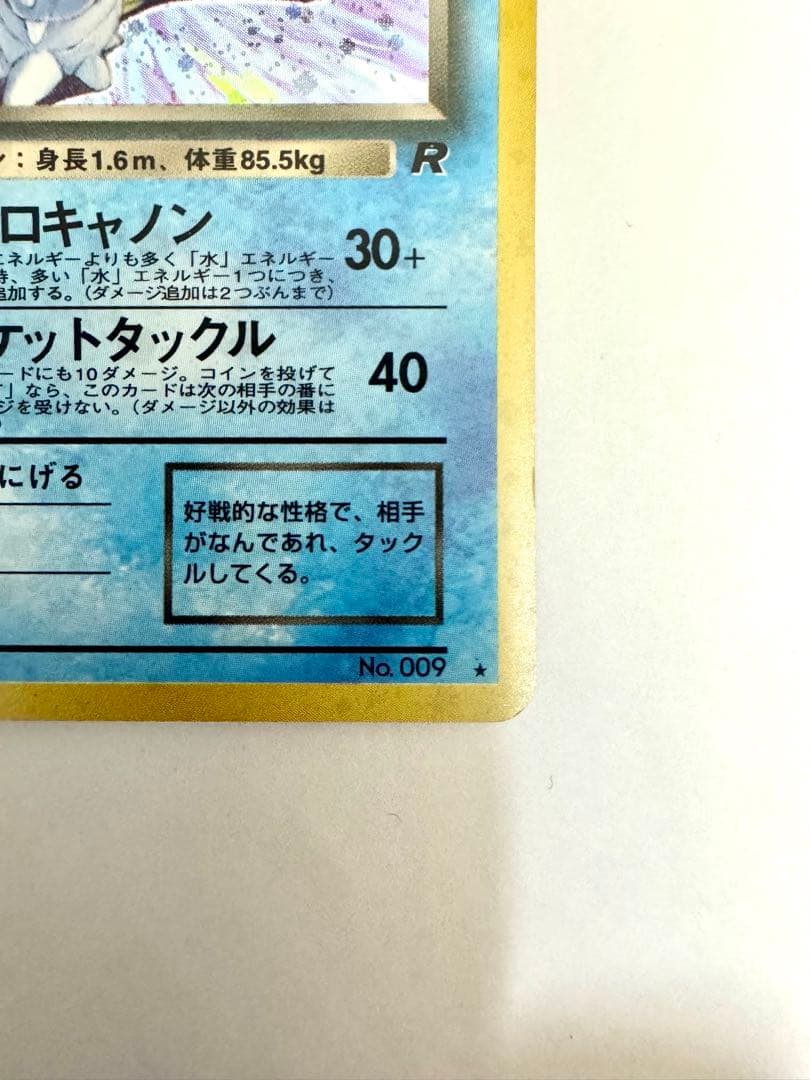 ン：身長1.6m、体重85.5kg R
ロキャノン
エネルギーよりも多く「水」エネルギー
時、多い「水」エネルギー1つにつき、
追加する。（ダメージ追加は2つぶんまで）
30+
ケットタックル
ードにも10ダメージ。コインを投げて
」なら、このカードは次の相手の番に
ジを受けない。（ダメージ以外の効果は
40
にげる
好戦的な性格で、相手
がなんであれ、タック
ルしてくる。
No. 009 ★